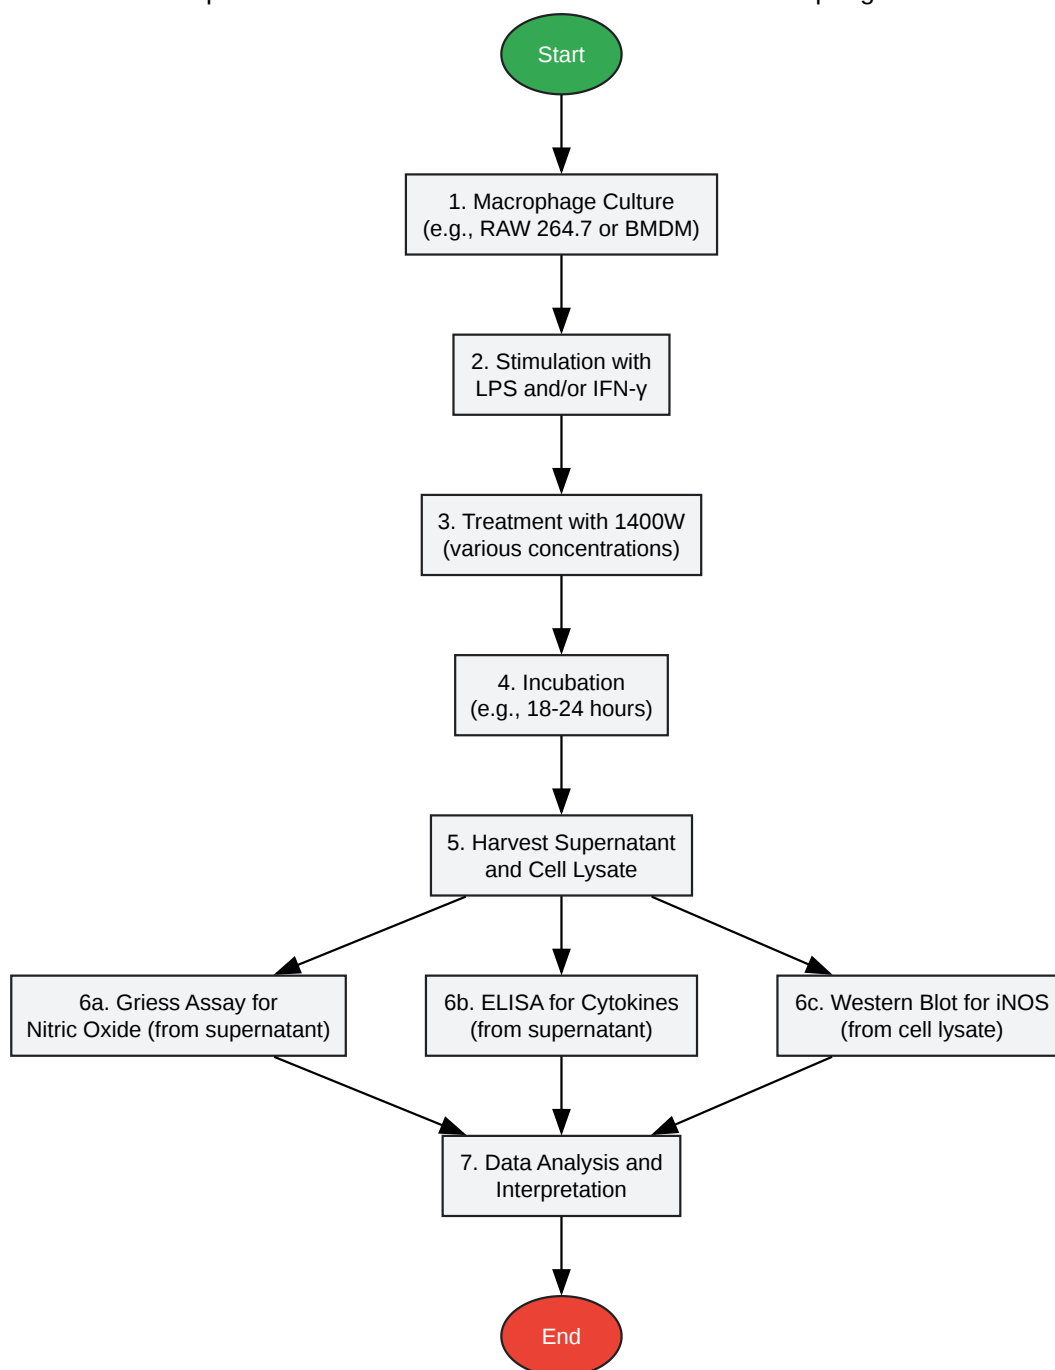 Start
1. Macrophage Culture
(e.g., RAW 264.7 or BMDM)
2. Stimulation with
LPS and/or IFN-γ
3. Treatment with 1400W
(various concentrations)
4. Incubation
(e.g., 18-24 hours)
5. Harvest Supernatant
and Cell Lysate
6a. Griess Assay for
Nitric Oxide (from supernatant)
6b. ELISA for Cytokines
(from supernatant)
6c. Western Blot for iNOS
(from cell lysate)
7. Data Analysis and
Interpretation
End